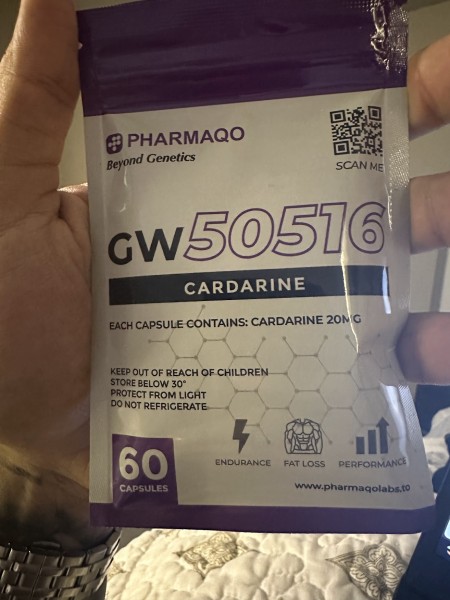 PHARMAQO
Beyond Genetics
SCAN ME
GW50516
CARDARINE
EACH CAPSULE CONTAINS: CARDARINE 20MG
KEEP OUT OF REACH OF CHILDREN
STORE BELOW 30°
PROTECT FROM LIGHT
DO NOT REFRIGERATE
60
CAPSULES
ENDURANCE
FAT LOSS
PERFORMANCE
www.pharmaqolabs.to